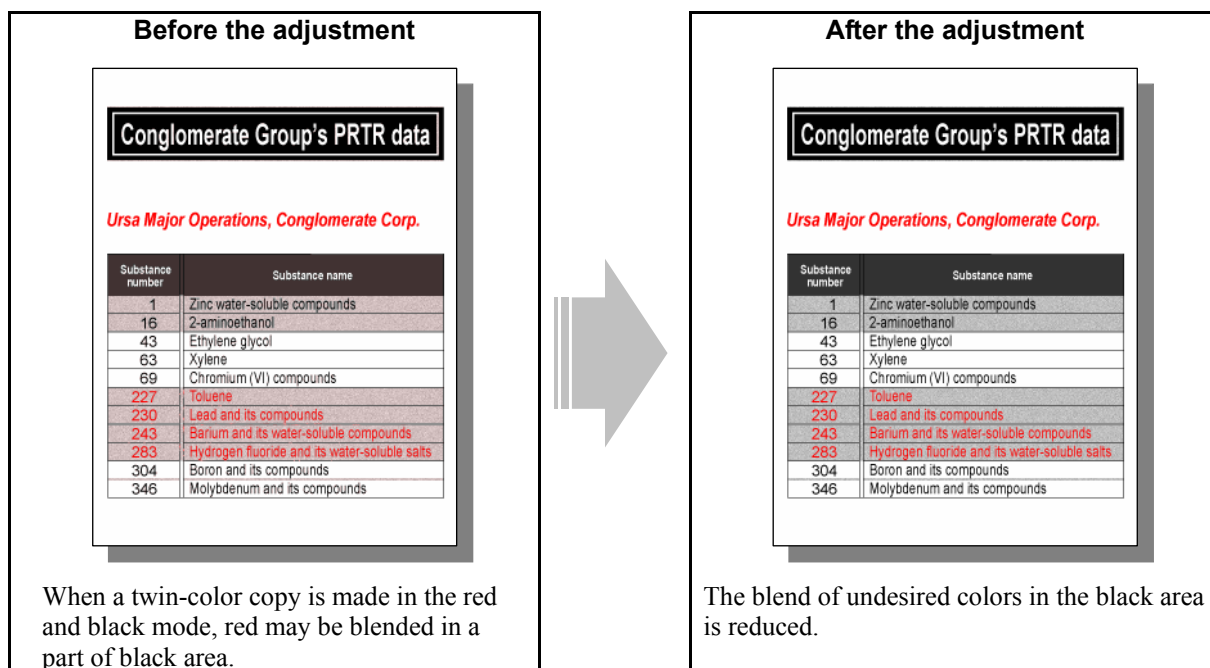 Before the adjustment
Conglomerate Group's PRTR data
Ursa Major Operations, Conglomerate Corp.
Substance number Substance name
1 Zinc water-soluble compounds
16 2-aminoethanol
43 Ethylene glycol
63 Xylene
69 Chromium (VI) compounds
227 Toluene
230 Lead and its compounds
243 Barium and its water-soluble compounds
283 Hydrogen fluoride and its water-soluble salts
304 Boron and its compounds
346 Molybdenum and its compounds
When a twin-color copy is made in the red
and black mode, red may be blended in a
part of black area.
After the adjustment
Conglomerate Group's PRTR data
Ursa Major Operations, Conglomerate Corp.
Substance number Substance name
1 Zinc water-soluble compounds
16 2-aminoethanol
43 Ethylene glycol
63 Xylene
69 Chromium (VI) compounds
227 Toluene
230 Lead and its compounds
243 Barium and its water-soluble compounds
283 Hydrogen fluoride and its water-soluble salts
304 Boron and its compounds
346 Molybdenum and its compounds
The blend of undesired colors in the black area
is reduced.